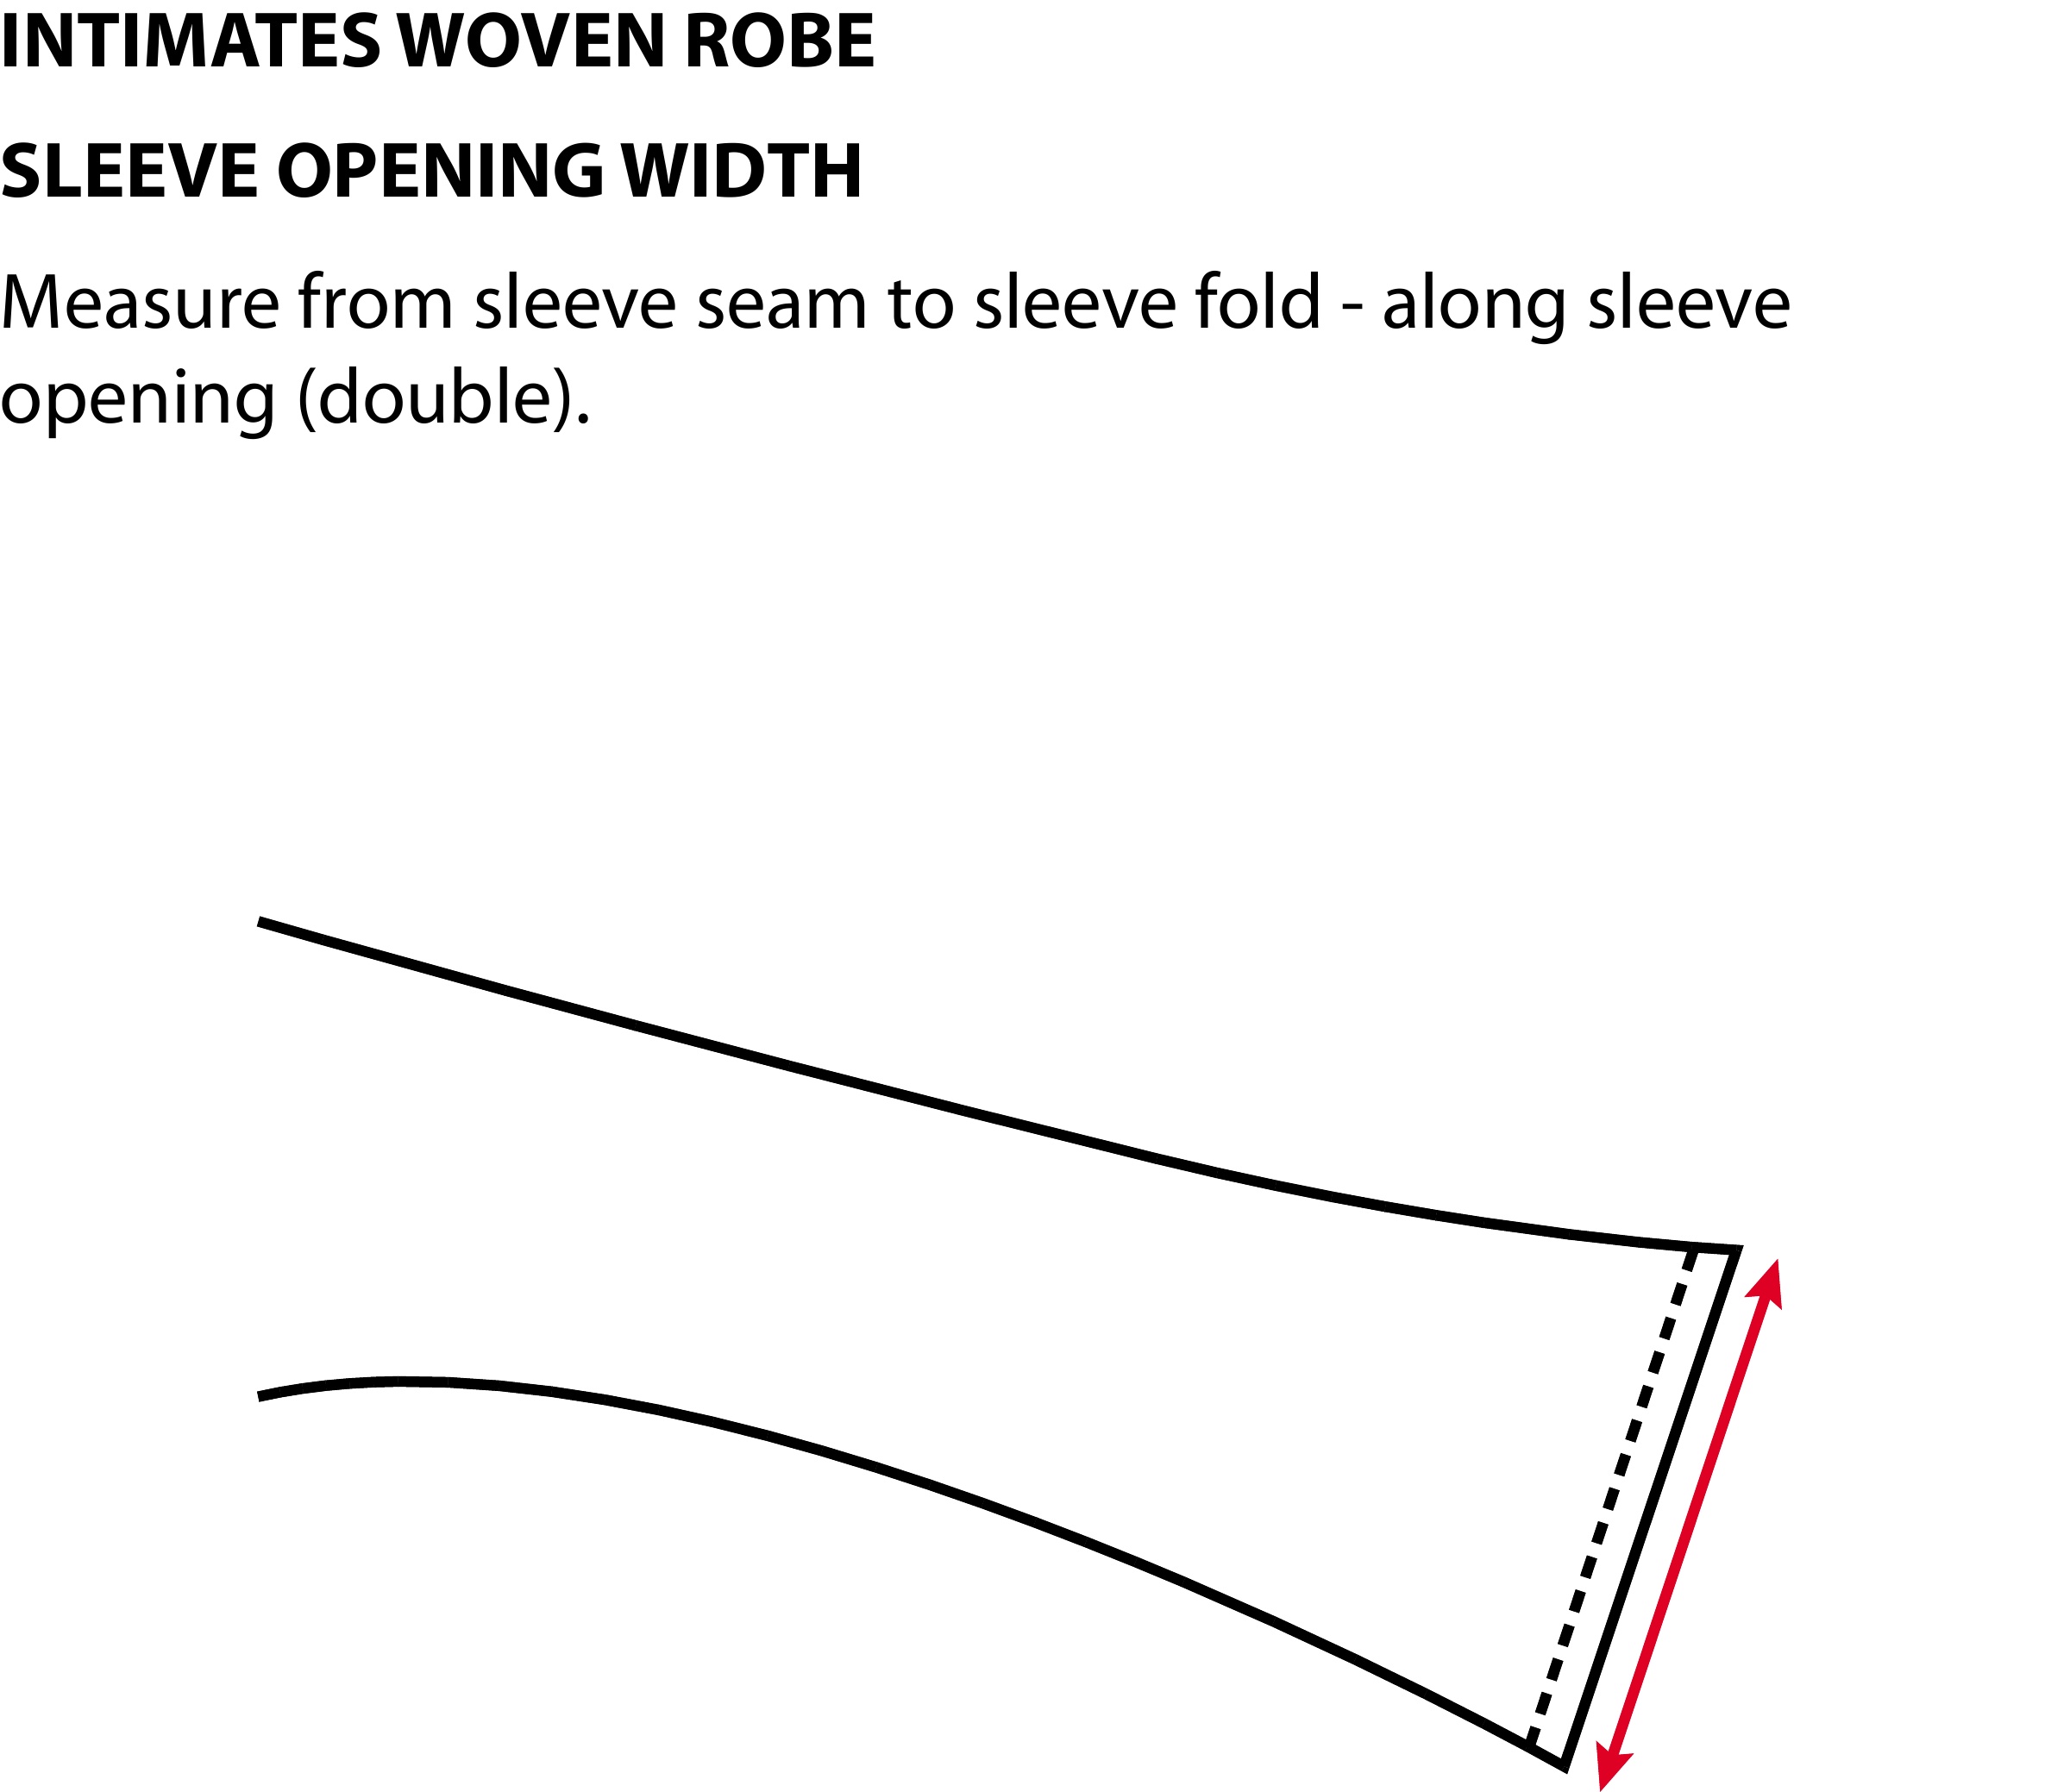 INTIMATES WOVEN ROBE
SLEEVE OPENING WIDTH
Measure from sleeve seam to sleeve fold - along sleeve
opening (double).